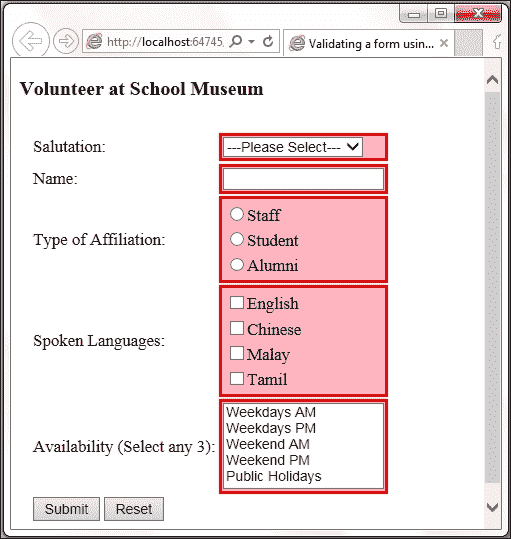 http://localhost:64745,
Validating a form usin...
Volunteer at School Museum
Salutation:
---Please Select---
Name:
Type of Affiliation:
Staff
Student
Alumni
Spoken Languages:
English
Chinese
Malay
Tamil
Availability (Select any 3):
Weekdays AM
Weekdays PM
Weekend AM
Weekend PM
Public Holidays
Submit Reset